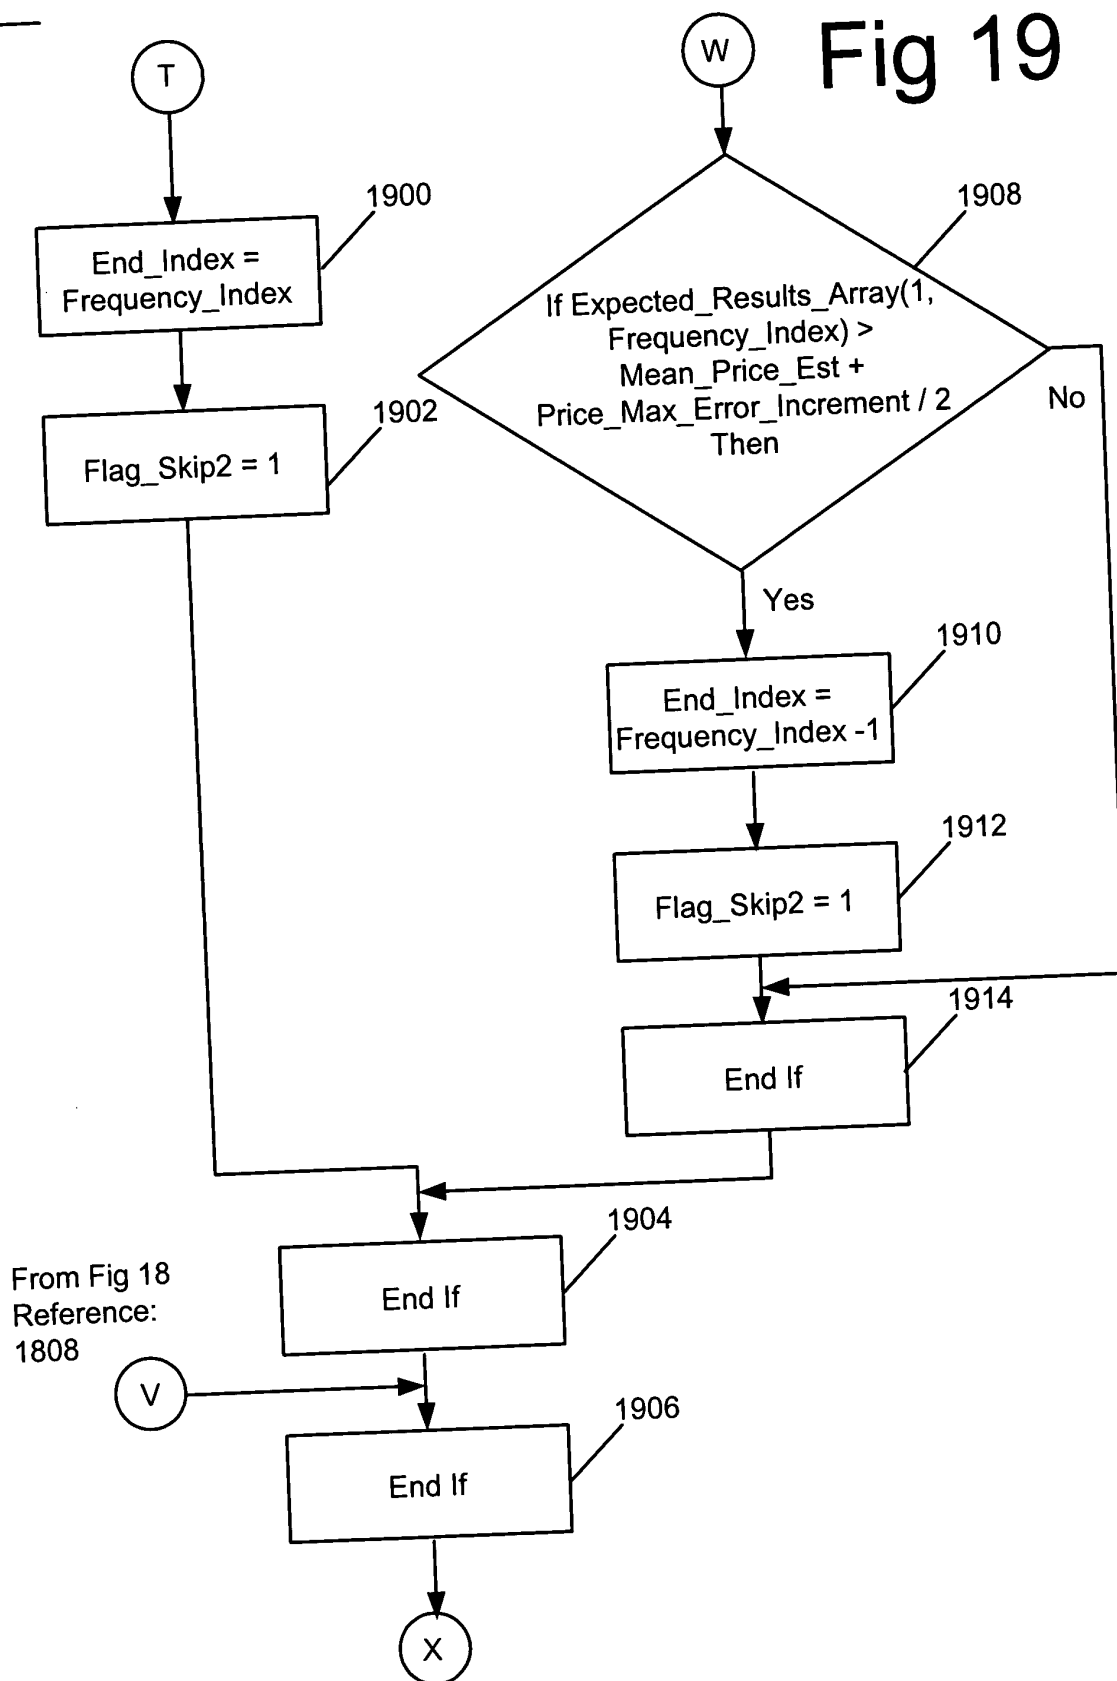 Fig 19
T
1900
End_Index =
Frequency_Index
1902
Flag_Skip2 = 1
W
1908
If Expected_Results_Array(1,
Frequency_Index) >
Mean_Price_Est +
Price_Max_Error_Increment / 2
Then
No
Yes
1910
End_Index =
Frequency_Index -1
1912
Flag_Skip2 = 1
1914
End If
1904
End If
From Fig 18
Reference:
1808
V
1906
End If
X